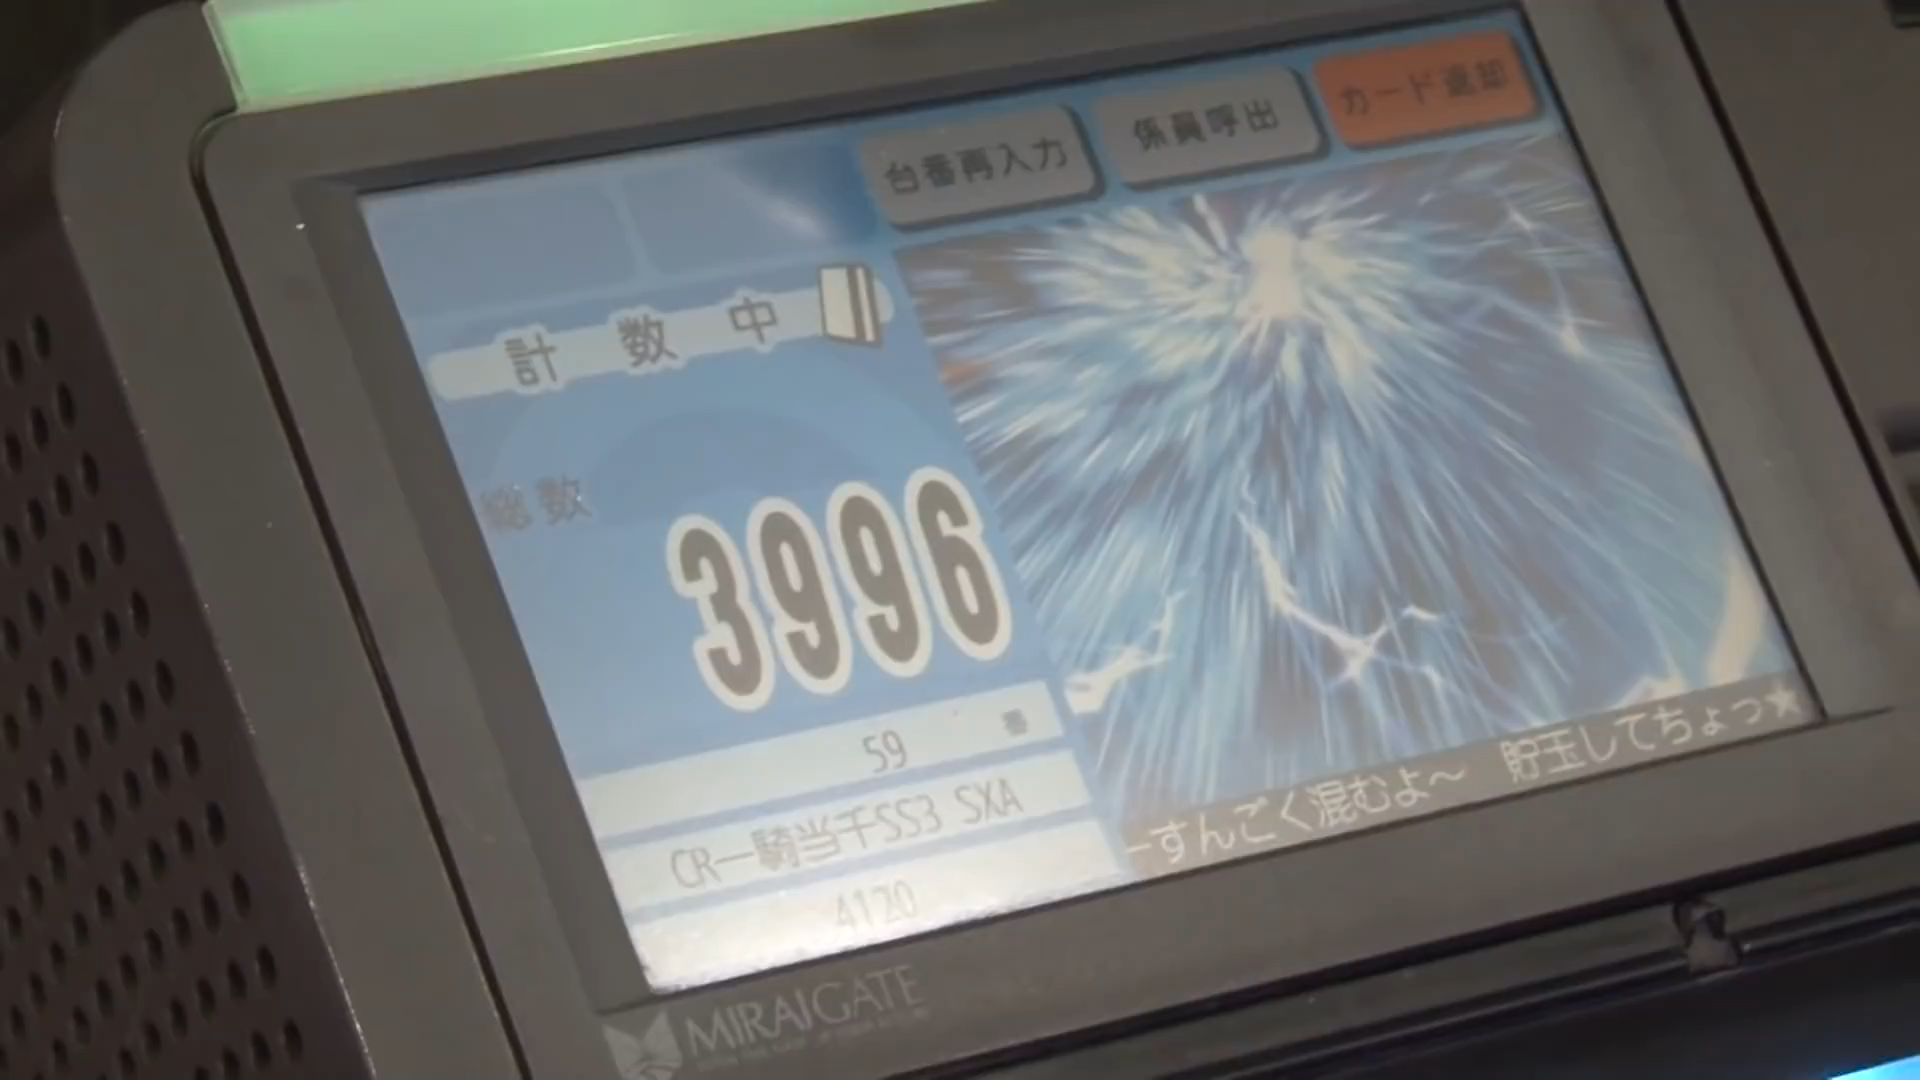 台番再入力
係員呼出
カード返却
計数中
総数
3996
59 番
CR一騎当千SS3 SXA
4120
ーすんごく混むよ～ 貯玉してちょっ★
MIRAIGATE